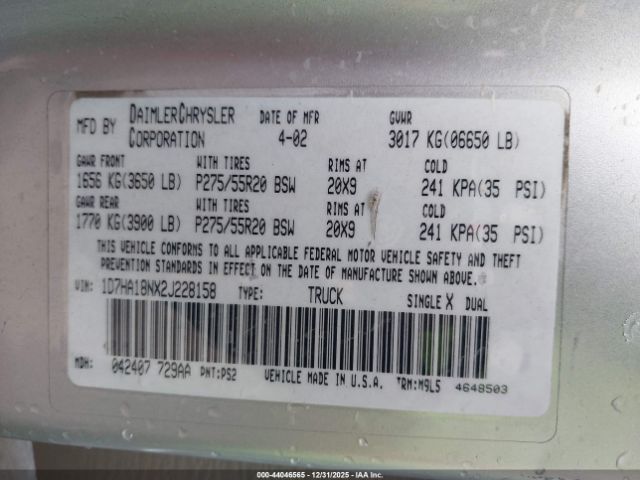 MFD BY DAIMLERCHRYSLER CORPORATION DATE OF MFR 4-02 GVWR 3017 KG(06650 LB)
GAWR FRONT WITH TIRES RIMS AT COLD
1656 KG(3650 LB) P275/55R20 BSW 20X9 241 KPA(35 PSI)
GAWR REAR WITH TIRES RIMS AT COLD
1770 KG(3900 LB) P275/55R20 BSW 20X9 241 KPA(35 PSI)
THIS VEHICLE CONFORMS TO ALL APPLICABLE FEDERAL MOTOR VEHICLE SAFETY AND THEFT
PREVENTION STANDARDS IN EFFECT ON THE DATE OF MANUFACTURE SHOWN ABOVE.
VIN: 1D7HA18NX2J228158 TYPE: TRUCK SINGLE X DUAL
MDH: 042407 729AA PNT:PS2 VEHICLE MADE IN U.S.A. TRM:M9L5 4648503
000-44046565 - 12/31/2025 - IAA Inc.